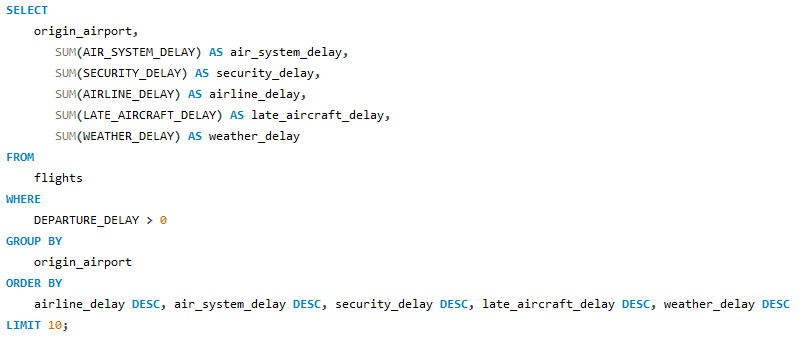 SELECT
    origin_airport,
       SUM(AIR_SYSTEM_DELAY) AS air_system_delay,
       SUM(SECURITY_DELAY) AS security_delay,
       SUM(AIRLINE_DELAY) AS airline_delay,
       SUM(LATE_AIRCRAFT_DELAY) AS late_aircraft_delay,
       SUM(WEATHER_DELAY) AS weather_delay
FROM
    flights
WHERE
    DEPARTURE_DELAY > 0
GROUP BY
    origin_airport
ORDER BY
    airline_delay DESC, air_system_delay DESC, security_delay DESC, late_aircraft_delay DESC, weather_delay DESC
LIMIT 10;